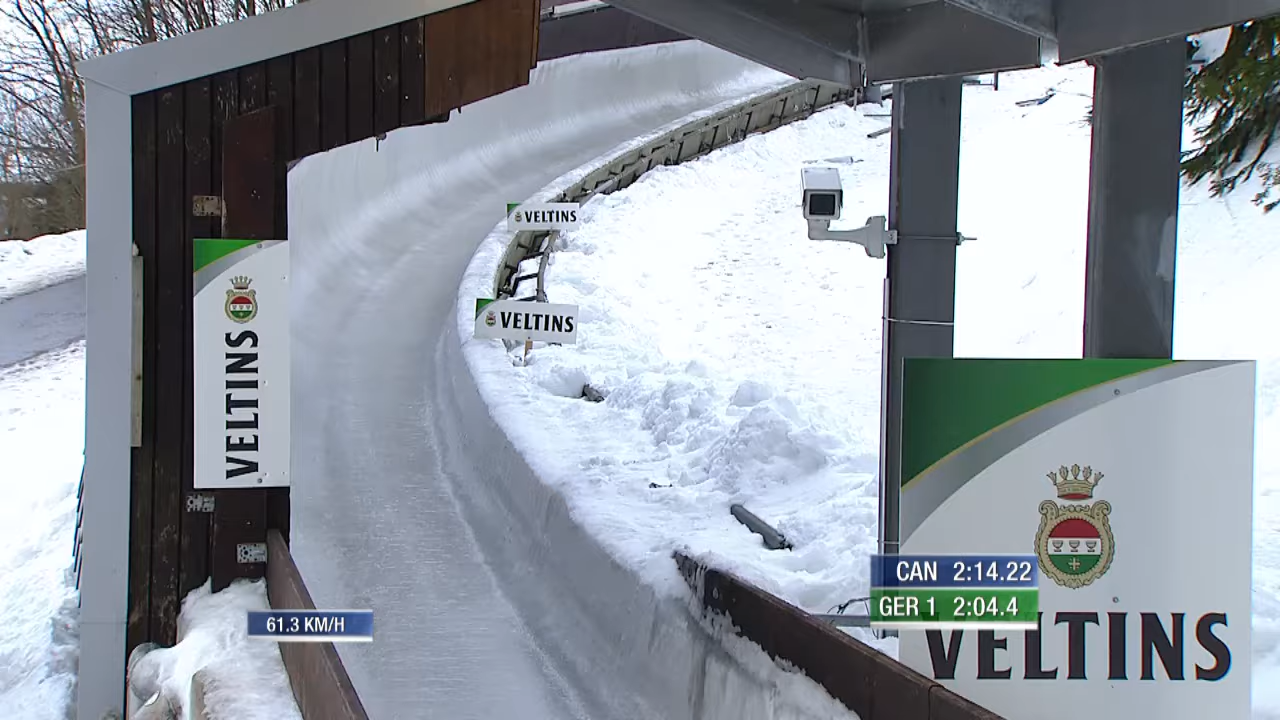 VELTINS
VELTINS
VELTINS
CAN 2:14.22
GER 1 2:04.4
61.3 KM/H
VELTINS